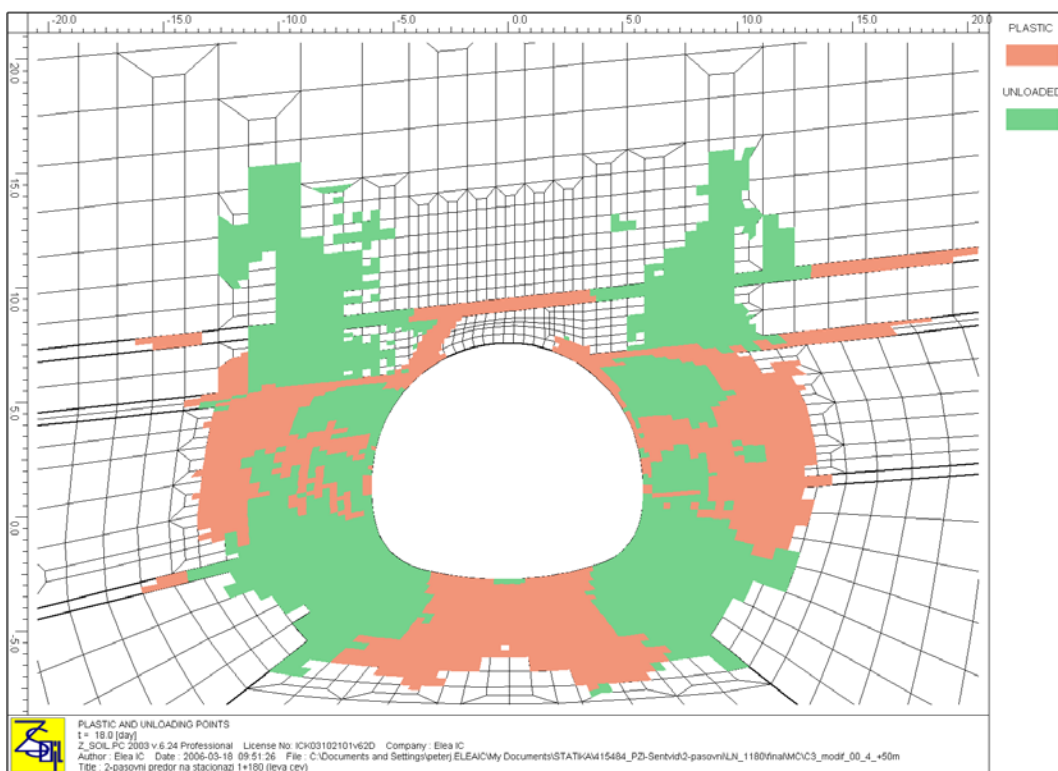 -20.0 -15.0 -10.0 -5.0 0.0 5.0 10.0 15.0 20.0
PLASTIC
UNLOADED
20.0
15.0
10.0
5.0
0.0
-5.0
PLASTIC AND UNLOADING POINTS
t = 18.0 [day]
Z_SOIL.PC 2003 v.6.24 Professional License No: ICK03102101v62D Company : Elea IC
Author : Elea IC Date : 2006-03-18 09:51:26 File : C:\Documents and Settings\peterj.ELEAIC\My Documents\STATIKA\415484_PZI-Sentvid\2-pasovni\LN_1180\final\MC\C3_modif_00_4_+50m
Title : 2-pasovni predor na stacionazi 1+180 (leva cev)